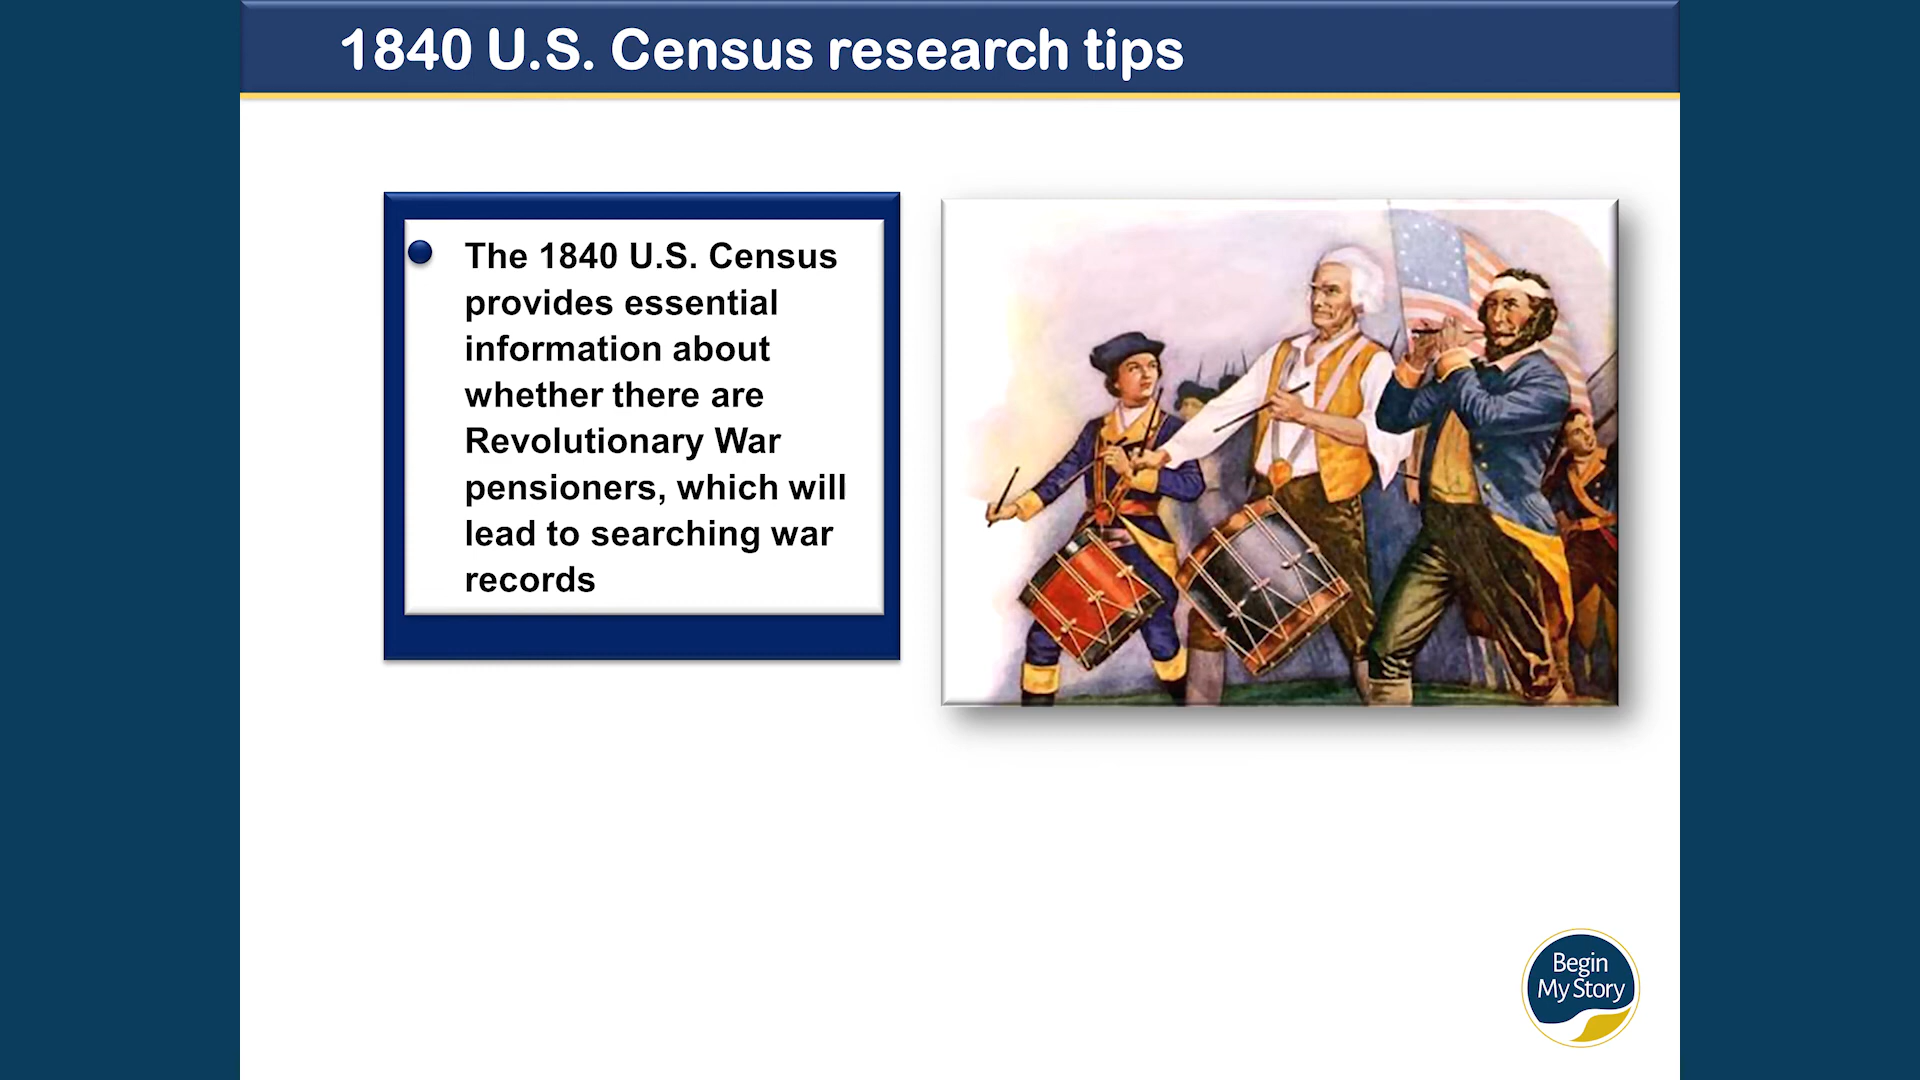 1840 U.S. Census research tips
The 1840 U.S. Census
provides essential
information about
whether there are
Revolutionary War
pensioners, which will
lead to searching war
records
Begin
My Story